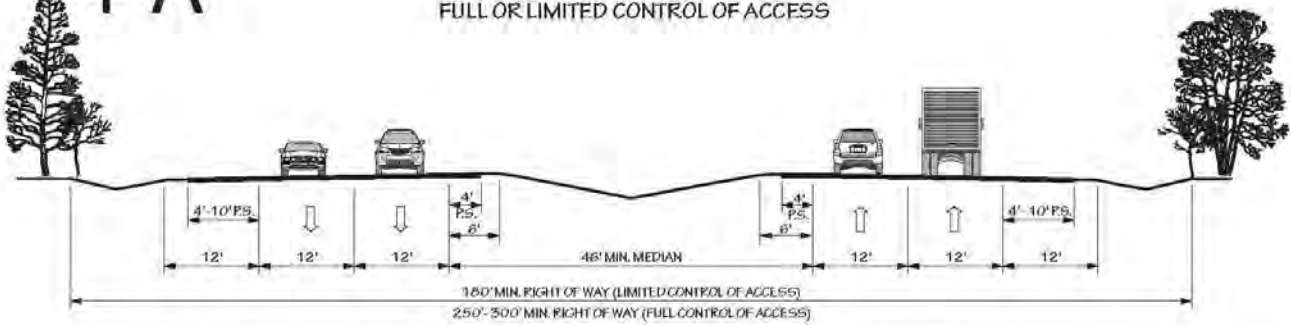 FULL OR LIMITED CONTROL OF ACCESS
4'
P.S.
6'
4'
P.S.
6'
4'-10' P.S.
4'-10' P.S.
12' 12' 12' 46' MIN. MEDIAN 12' 12' 12'
180' MIN. RIGHT OF WAY (LIMITED CONTROL OF ACCESS)
250'-300' MIN. RIGHT OF WAY (FULL CONTROL OF ACCESS)